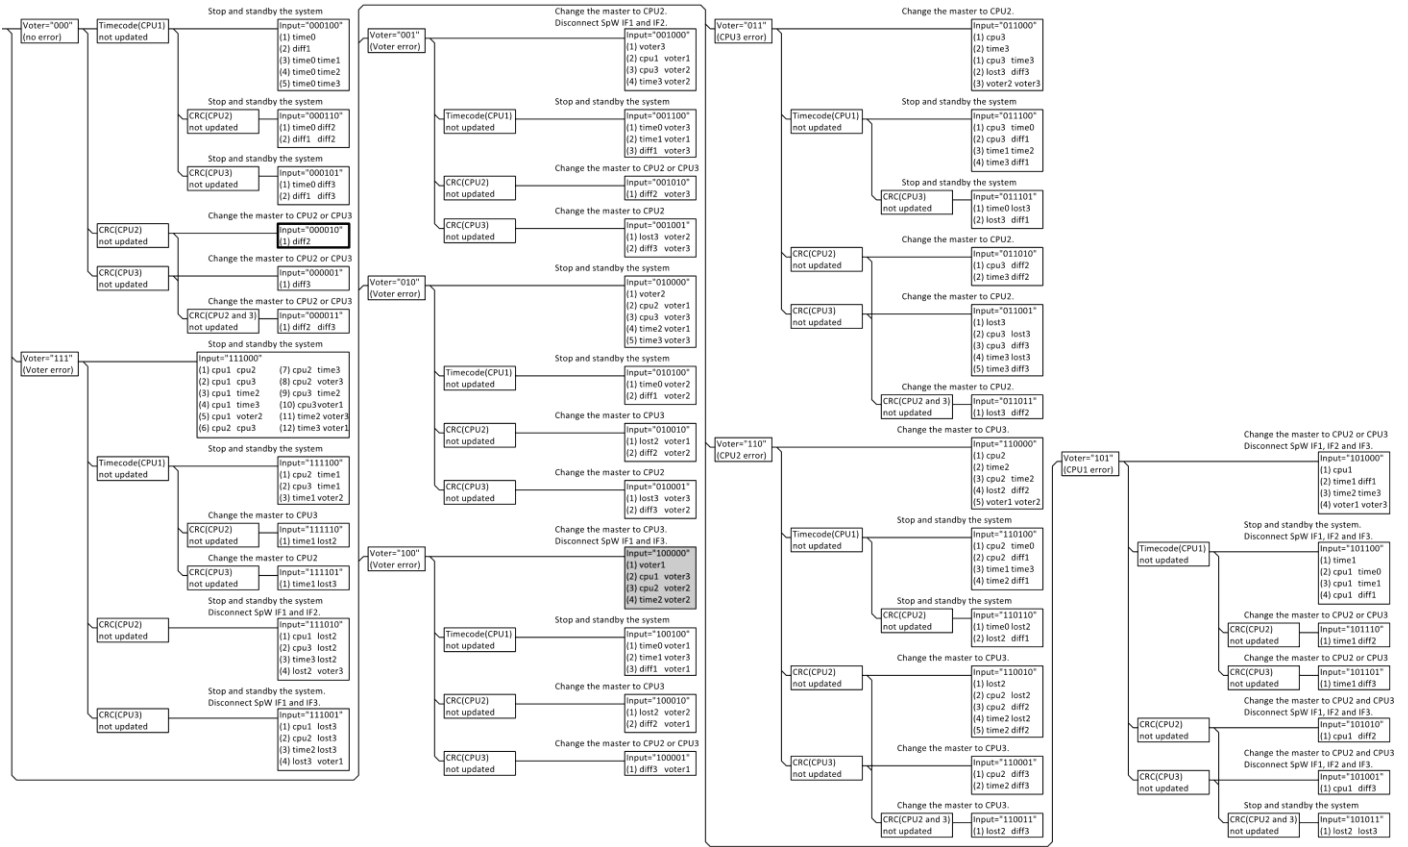 Voter="000"
(no error)
Timecode(CPU1)
not updated
Stop and standby the system
Input="000100"
(1) time0
(2) diff1
(3) time0 time1
(4) time0 time2
(5) time0 time3
Stop and standby the system
CRC(CPU2)
not updated
Input="000110"
(1) time0 diff2
(2) diff1 diff2
Stop and standby the system
CRC(CPU3)
not updated
Input="000101"
(1) time0 diff3
(2) diff1 diff3
Change the master to CPU2 or CPU3
CRC(CPU2)
not updated
Input="000010"
(1) diff2
Change the master to CPU2 or CPU3
CRC(CPU3)
not updated
Input="000001"
(1) diff3
Change the master to CPU2 or CPU3
CRC(CPU2 and 3)
not updated
Input="000011"
(1) diff2 diff3
Stop and standby the system
Voter="111"
(Voter error)
Input="111000"
(1) cpu1 cpu2 (7) cpu2 time3
(2) cpu1 cpu3 (8) cpu2 voter3
(3) cpu1 time2 (9) cpu3 time2
(4) cpu1 time3 (10) cpu3voter1
(5) cpu1 voter2 (11) time2 voter3
(6) cpu2 cpu3 (12) time3 voter1
Stop and standby the system
Timecode(CPU1)
not updated
Input="111100"
(1) cpu2 time1
(2) cpu3 time1
(3) time1 voter2
Change the master to CPU3
CRC(CPU2)
not updated
Input="111110"
(1) time1 lost2
Change the master to CPU2
CRC(CPU3)
not updated
Input="111101"
(1) time1 lost3
Stop and standby the system
Disconnect SpW IF1 and IF2.
CRC(CPU2)
not updated
Input="111010"
(1) cpu1 lost2
(2) cpu3 lost2
(3) time3 lost2
(4) lost2 voter3
Stop and standby the system.
Disconnect SpW IF1 and IF3.
CRC(CPU3)
not updated
Input="111001"
(1) cpu1 lost3
(2) cpu2 lost3
(3) time2 lost3
(4) lost3 voter1
Change the master to CPU2.
Disconnect SpW IF1 and IF2.
Voter="001"
(Voter error)
Input="001000"
(1) voter3
(2) cpu1 voter1
(3) cpu3 voter2
(4) time3 voter2
Stop and standby the system
Timecode(CPU1)
not updated
Input="001100"
(1) time0 voter3
(2) time1 voter1
(3) diff1 voter3
Change the master to CPU2 or CPU3
CRC(CPU2)
not updated
Input="001010"
(1) diff2 voter3
Change the master to CPU2
CRC(CPU3)
not updated
Input="001001"
(1) lost3 voter2
(2) diff3 voter3
Stop and standby the system
Voter="010"
(Voter error)
Input="010000"
(1) voter2
(2) cpu2 voter1
(3) cpu3 voter3
(4) time2 voter1
(5) time3 voter3
Stop and standby the system
Timecode(CPU1)
not updated
Input="010100"
(1) time0 voter2
(2) diff1 voter2
Change the master to CPU3
CRC(CPU2)
not updated
Input="010010"
(1) lost2 voter1
(2) diff2 voter2
Change the master to CPU2
CRC(CPU3)
not updated
Input="010001"
(1) lost3 voter3
(2) diff3 voter2
Change the master to CPU3.
Disconnect SpW IF1 and IF3.
Voter="100"
(Voter error)
Input="100000"
(1) voter1
(2) cpu1 voter3
(3) cpu2 voter2
(4) time2 voter2
Stop and standby the system
Timecode(CPU1)
not updated
Input="100100"
(1) time0 voter1
(2) time1 voter3
(3) diff1 voter1
Change the master to CPU3
CRC(CPU2)
not updated
Input="100010"
(1) lost2 voter2
(2) diff2 voter1
Change the master to CPU2 or CPU3
CRC(CPU3)
not updated
Input="100001"
(1) diff3 voter1
Change the master to CPU2.
Voter="011"
(CPU3 error)
Input="011000"
(1) cpu3
(2) time3
(1) cpu3 time3
(2) lost3 diff3
(3) voter2 voter3
Stop and standby the system
Timecode(CPU1)
not updated
Input="011100"
(1) cpu3 time0
(2) cpu3 diff1
(3) time1 time2
(4) time3 diff1
Stop and standby the system
CRC(CPU3)
not updated
Input="011101"
(1) time0 lost3
(2) lost3 diff1
Change the master to CPU2.
CRC(CPU2)
not updated
Input="011010"
(1) cpu3 diff2
(2) time3 diff2
Change the master to CPU2.
CRC(CPU3)
not updated
Input="011001"
(1) lost3
(2) cpu3 lost3
(3) cpu3 diff3
(4) time3 lost3
(5) time3 diff3
Change the master to CPU2.
CRC(CPU2 and 3)
not updated
Input="011011"
(1) lost3 diff2
Change the master to CPU3.
Voter="110"
(CPU2 error)
Input="110000"
(1) cpu2
(2) time2
(3) cpu2 time2
(4) lost2 diff2
(5) voter1 voter2
Stop and standby the system
Timecode(CPU1)
not updated
Input="110100"
(1) cpu2 time0
(2) cpu2 diff1
(3) time1 time3
(4) time2 diff1
Stop and standby the system
CRC(CPU2)
not updated
Input="110110"
(1) time0 lost2
(2) lost2 diff1
Change the master to CPU3.
CRC(CPU2)
not updated
Input="110010"
(1) lost2
(2) cpu2 lost2
(3) cpu2 diff2
(4) time2 lost2
(5) time2 diff2
Change the master to CPU3.
CRC(CPU3)
not updated
Input="110001"
(1) cpu2 diff3
(2) time2 diff3
Change the master to CPU3.
CRC(CPU2 and 3)
not updated
Input="110011"
(1) lost2 diff3
Change the master to CPU2 or CPU3
Disconnect SpW IF1, IF2 and IF3.
Voter="101"
(CPU1 error)
Input="101000"
(1) cpu1
(2) time1 diff1
(3) time2 time3
(4) voter1 voter3
Stop and standby the system.
Disconnect SpW IF1, IF2 and IF3.
Timecode(CPU1)
not updated
Input="101100"
(1) time1
(2) cpu1 time0
(3) cpu1 time1
(4) cpu1 diff1
Change the master to CPU2 or CPU3
CRC(CPU2)
not updated
Input="101110"
(1) time1 diff2
Change the master to CPU2 or CPU3
CRC(CPU3)
not updated
Input="101101"
(1) time1 diff3
Change the master to CPU2 and CPU3
Disconnect SpW IF1, IF2 and IF3.
CRC(CPU2)
not updated
Input="101010"
(1) cpu1 diff2
Change the master to CPU2 and CPU3
Disconnect SpW IF1, IF2 and IF3.
CRC(CPU3)
not updated
Input="101001"
(1) cpu1 diff3
Stop and standby the system
CRC(CPU2 and 3)
not updated
Input="101011"
(1) lost2 lost3